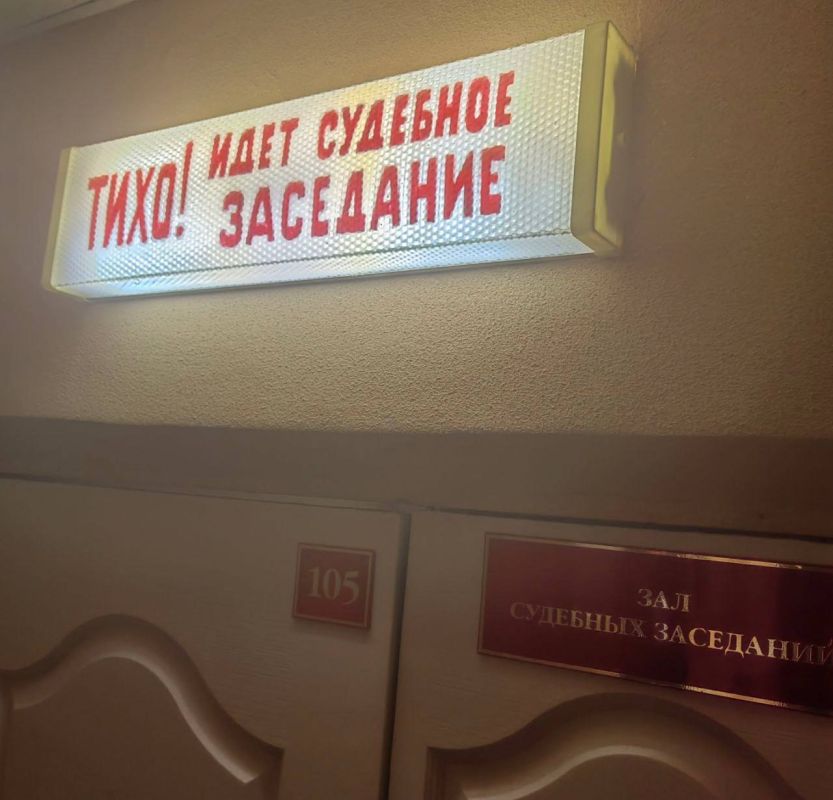 ТИХО! ИДЕТ СУДЕБНОЕ
ЗАСЕДАНИЕ
105
ЗАЛ
СУДЕБНЫХ ЗАСЕДАНИЙ